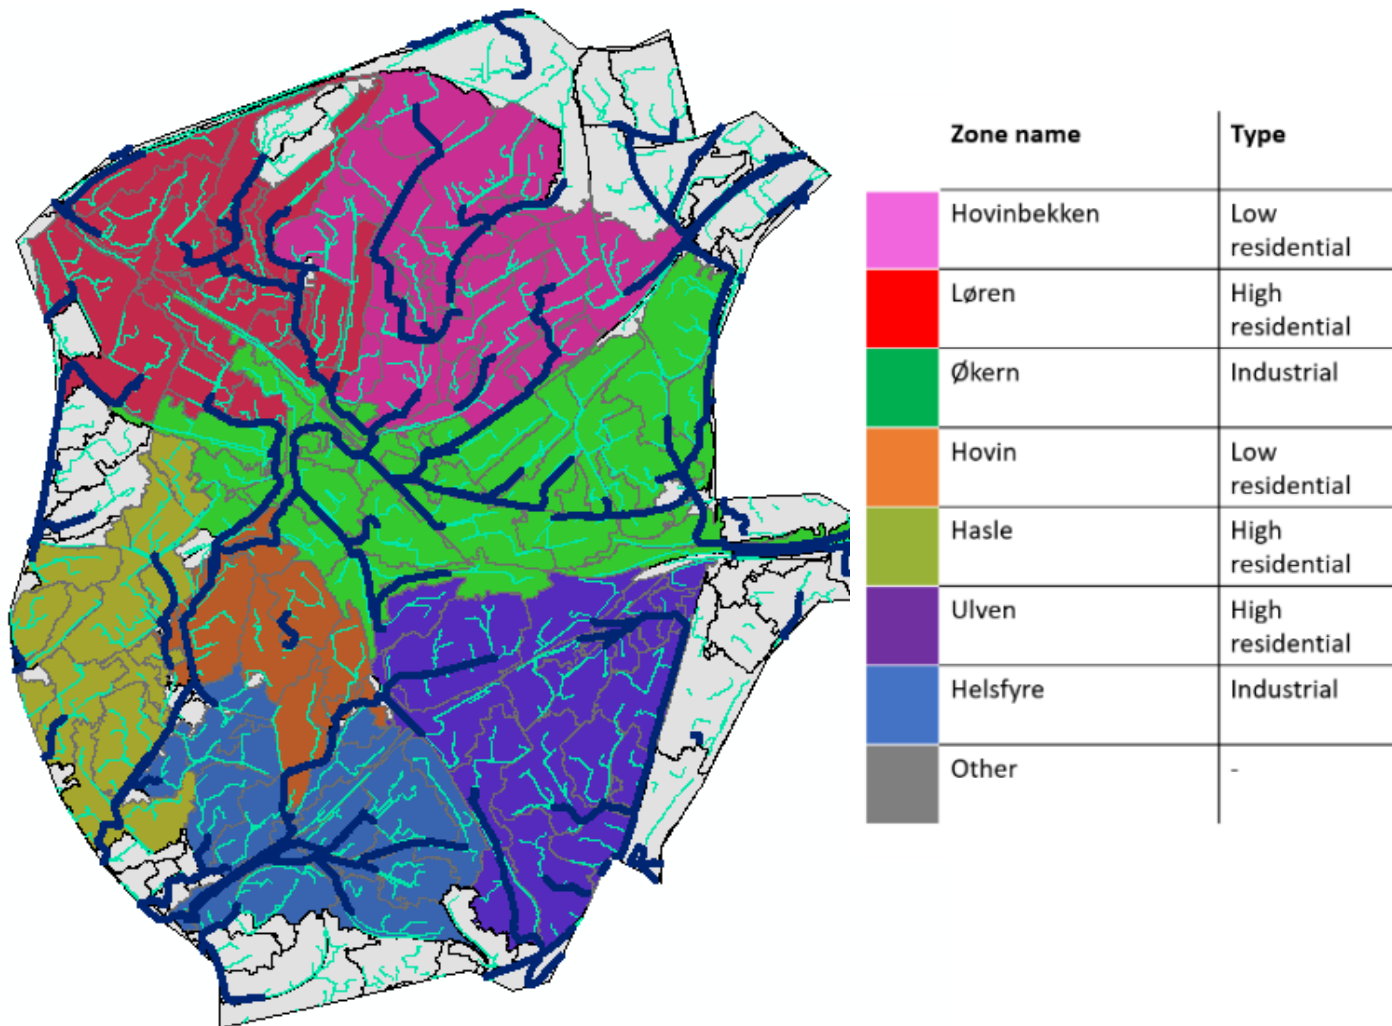 Zone name Type
Hovinbekken Low
residential
Løren High
residential
Økern Industrial
Hovin Low
residential
Hasle High
residential
Ulven High
residential
Helsfyre Industrial
Other -